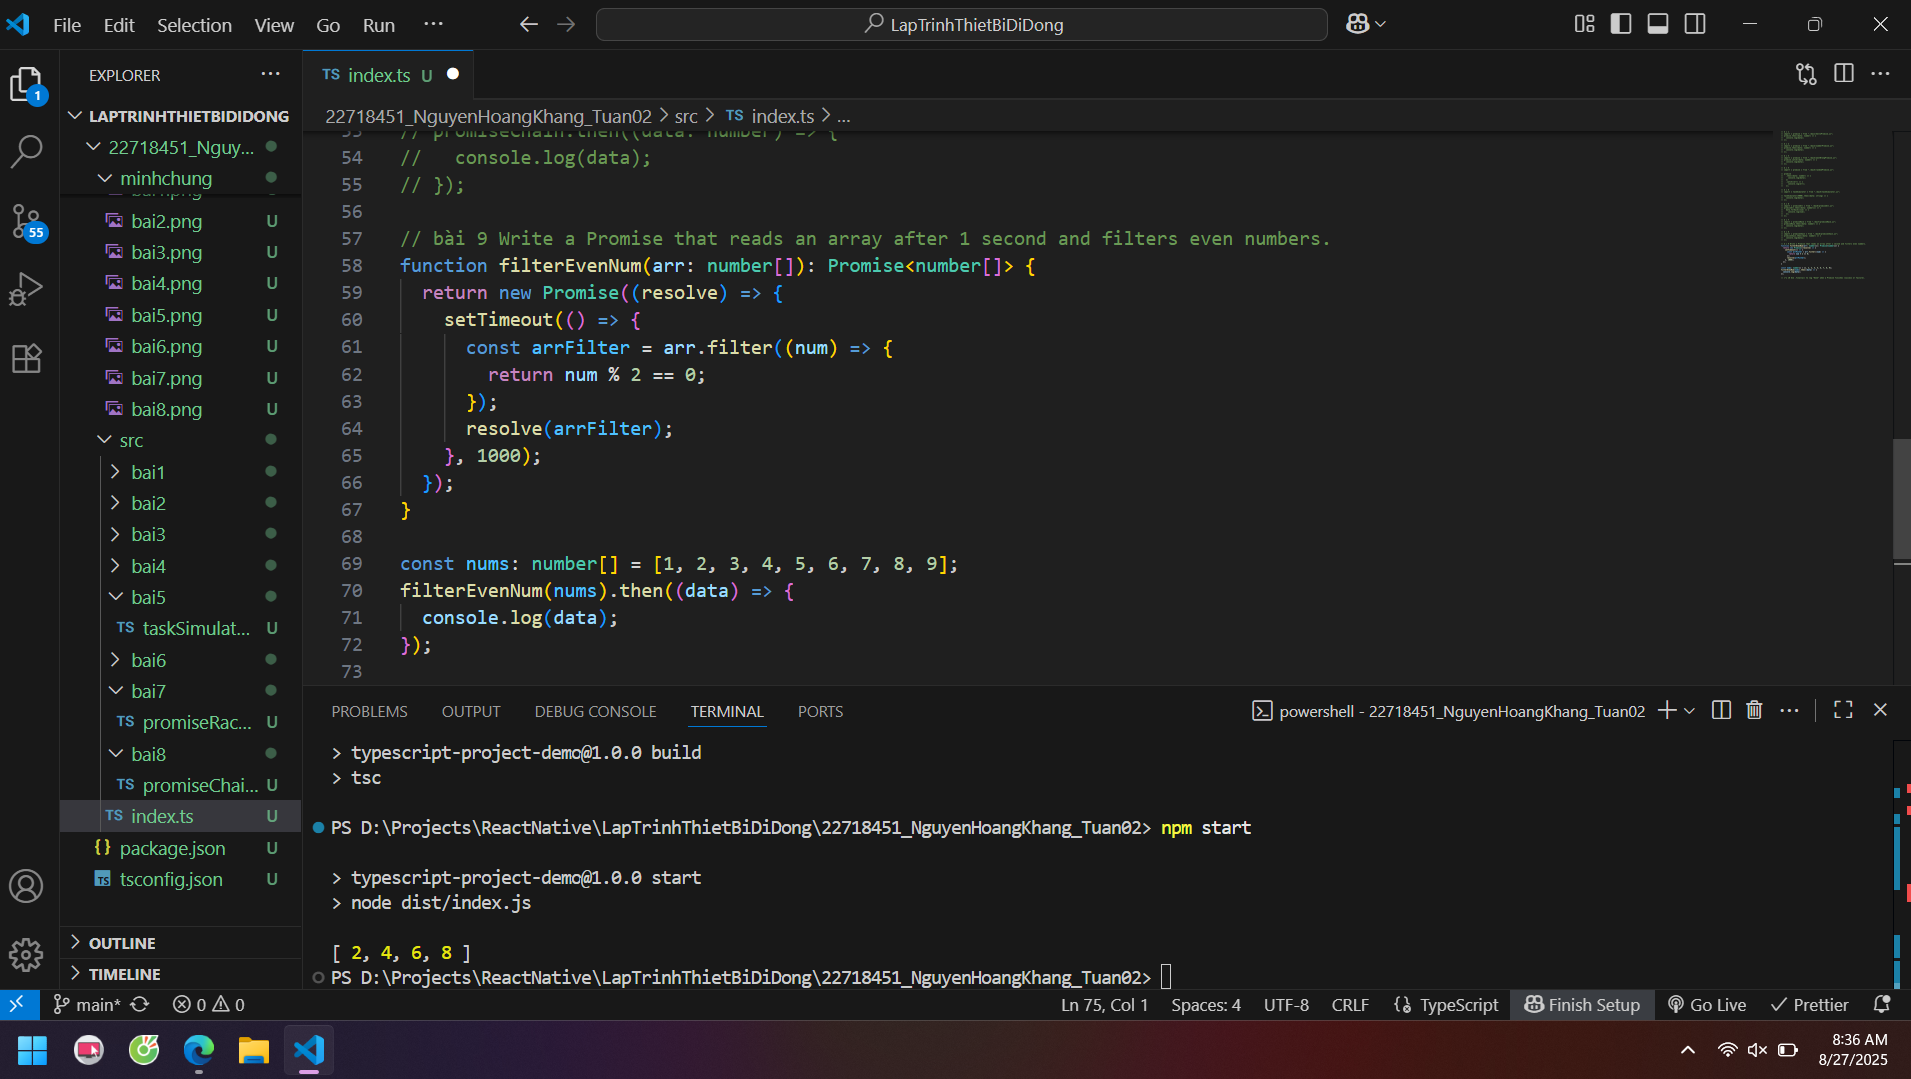 File Edit Selection View Go Run ··· LapTrinhThietBiDiDong
EXPLORER ···
LAPTRINHTHIETBIDIDONG
22718451_Nguy...
minhchung
bai2.png U
bai3.png U
bai4.png U
bai5.png U
bai6.png U
bai7.png U
bai8.png U
src
bai1
bai2
bai3
bai4
bai5
TS taskSimulat... U
bai6
bai7
TS promiseRac... U
bai8
TS promiseChai... U
TS index.ts U
{} package.json U
TS tsconfig.json U
OUTLINE
TIMELINE
1
55
TS index.ts U
22718451_NguyenHoangKhang_Tuan02 > src > TS index.ts > ...
53 // promiseChain.then((data: number) => {
54 //   console.log(data);
55 // });
56
57 // bài 9 Write a Promise that reads an array after 1 second and filters even numbers.
58 function filterEvenNum(arr: number[]): Promise<number[]> {
59   return new Promise((resolve) => {
60     setTimeout(() => {
61       const arrFilter = arr.filter((num) => {
62         return num % 2 == 0;
63       });
64       resolve(arrFilter);
65     }, 1000);
66   });
67 }
68
69 const nums: number[] = [1, 2, 3, 4, 5, 6, 7, 8, 9];
70 filterEvenNum(nums).then((data) => {
71   console.log(data);
72 });
73
PROBLEMS OUTPUT DEBUG CONSOLE TERMINAL PORTS
powershell - 22718451_NguyenHoangKhang_Tuan02
> typescript-project-demo@1.0.0 build
> tsc
PS D:\Projects\ReactNative\LapTrinhThietBiDiDong\22718451_NguyenHoangKhang_Tuan02> npm start
> typescript-project-demo@1.0.0 start
> node dist/index.js
[ 2, 4, 6, 8 ]
PS D:\Projects\ReactNative\LapTrinhThietBiDiDong\22718451_NguyenHoangKhang_Tuan02>
main* 0 0 Ln 75, Col 1 Spaces: 4 UTF-8 CRLF {} TypeScript Finish Setup Go Live Prettier
8:36 AM
8/27/2025